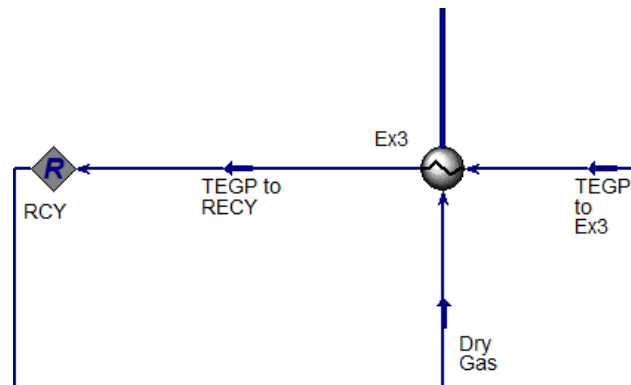 Ex3
R
RCY
TEGP to
RECY
TEGP
to
Ex3
Dry
Gas